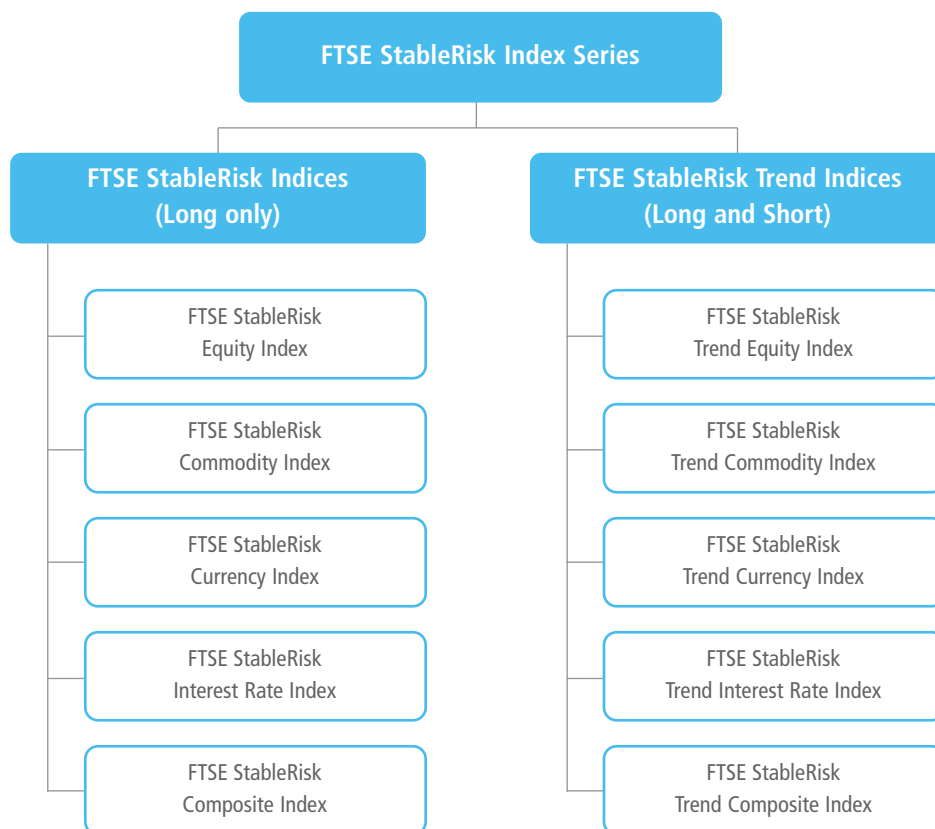 FTSE StableRisk Index Series
FTSE StableRisk Indices
(Long only)
FTSE StableRisk
Equity Index
FTSE StableRisk
Commodity Index
FTSE StableRisk
Currency Index
FTSE StableRisk
Interest Rate Index
FTSE StableRisk
Composite Index
FTSE StableRisk Trend Indices
(Long and Short)
FTSE StableRisk
Trend Equity Index
FTSE StableRisk
Trend Commodity Index
FTSE StableRisk
Trend Currency Index
FTSE StableRisk
Trend Interest Rate Index
FTSE StableRisk
Trend Composite Index